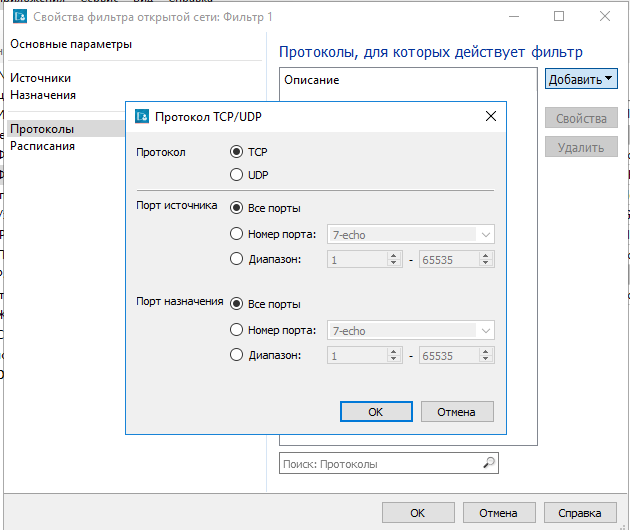 Свойства фильтра открытой сети: Фильтр 1
Основные параметры
Источники
Назначения
Протоколы
Расписания
Протоколы, для которых действует фильтр
Описание
Добавить
Свойства
Удалить
Протокол TCP/UDP
Протокол
TCP
UDP
Порт источника
Все порты
Номер порта:
7-echo
Диапазон:
1 - 65535
Порт назначения
Все порты
Номер порта:
7-echo
Диапазон:
1 - 65535
OK
Отмена
Поиск: Протоколы
OK
Отмена
Справка